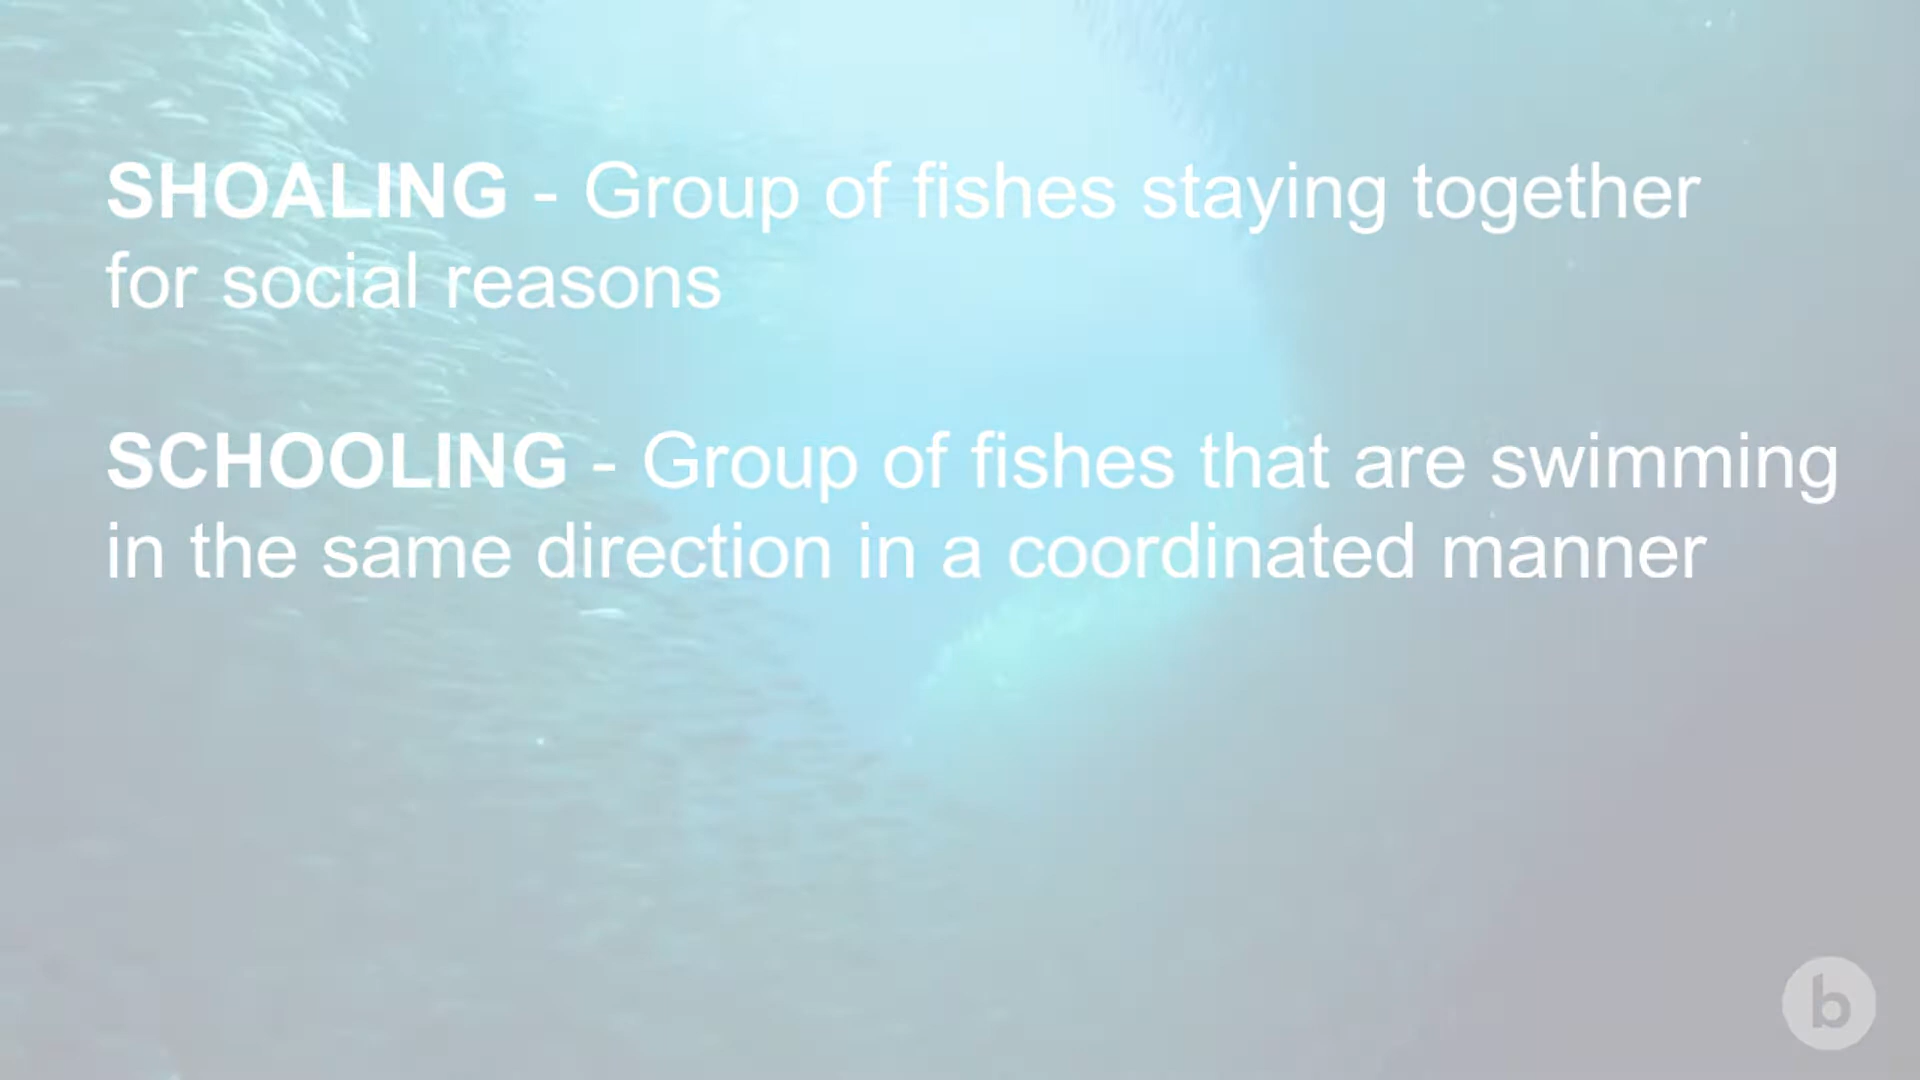 SHOALING - Group of fishes staying together
for social reasons
SCHOOLING - Group of fishes that are swimming
in the same direction in a coordinated manner
b